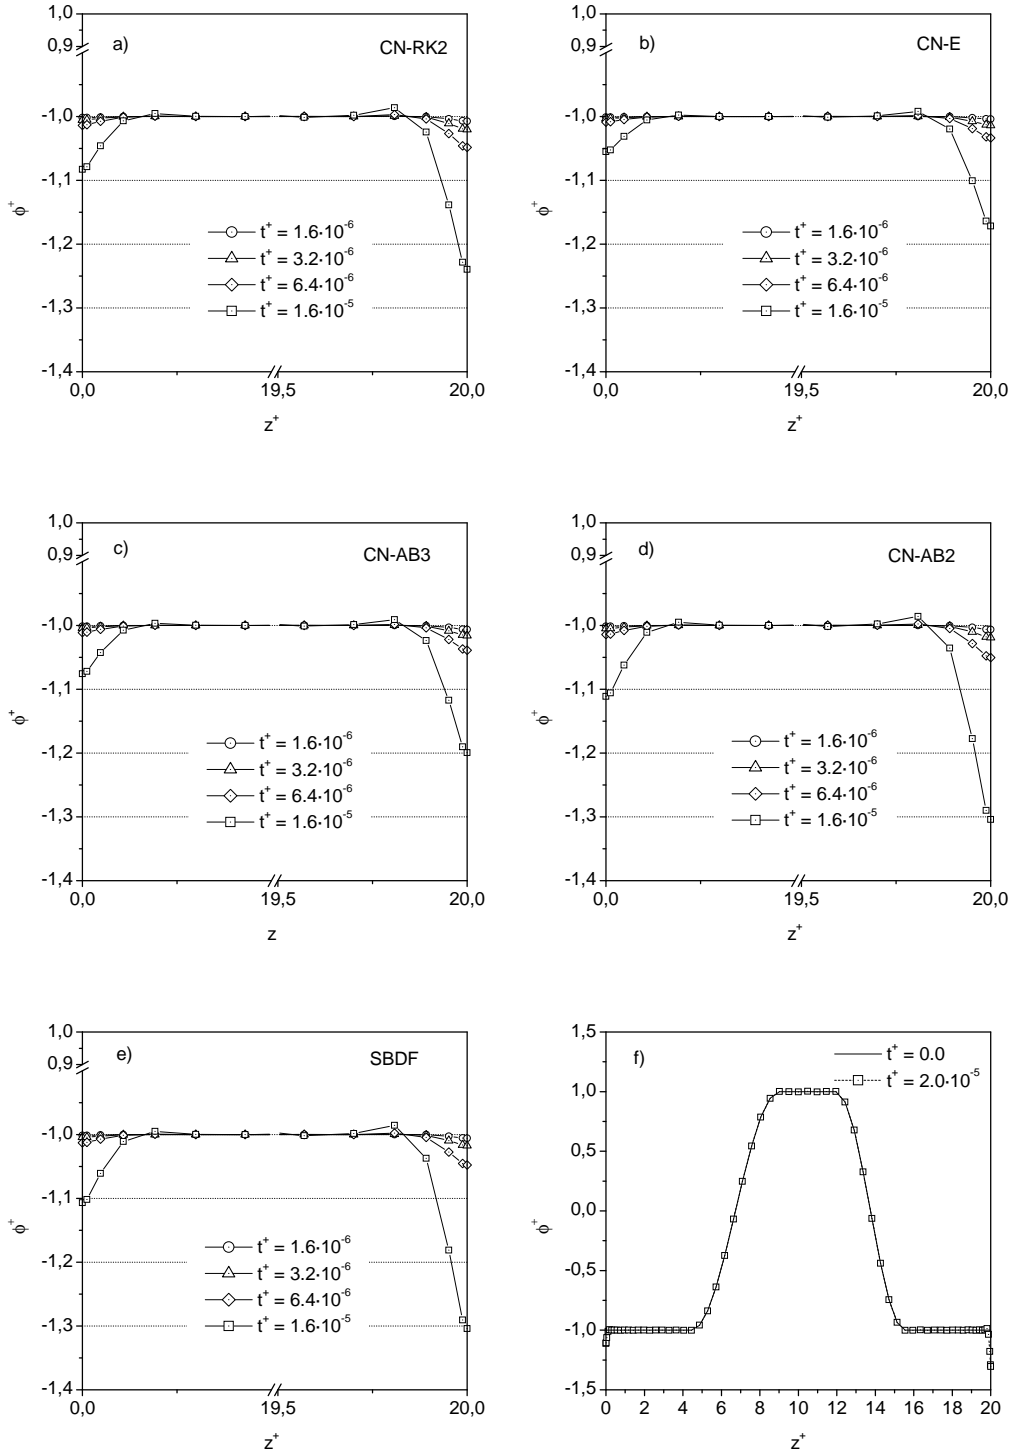 1,0
0,9
-1,0
-1,1
-1,2
-1,3
-1,4
ϕ⁺
a)
CN-RK2
t⁺ = 1.6·10⁻⁶
t⁺ = 3.2·10⁻⁶
t⁺ = 6.4·10⁻⁶
t⁺ = 1.6·10⁻⁵
0,0
19,5
20,0
z⁺
1,0
0,9
-1,0
-1,1
-1,2
-1,3
-1,4
ϕ⁺
b)
CN-E
t⁺ = 1.6·10⁻⁶
t⁺ = 3.2·10⁻⁶
t⁺ = 6.4·10⁻⁶
t⁺ = 1.6·10⁻⁵
0,0
19,5
20,0
z⁺
1,0
0,9
-1,0
-1,1
-1,2
-1,3
-1,4
ϕ⁺
c)
CN-AB3
t⁺ = 1.6·10⁻⁶
t⁺ = 3.2·10⁻⁶
t⁺ = 6.4·10⁻⁶
t⁺ = 1.6·10⁻⁵
0,0
19,5
20,0
z
1,0
0,9
-1,0
-1,1
-1,2
-1,3
-1,4
ϕ⁺
d)
CN-AB2
t⁺ = 1.6·10⁻⁶
t⁺ = 3.2·10⁻⁶
t⁺ = 6.4·10⁻⁶
t⁺ = 1.6·10⁻⁵
0,0
19,5
20,0
z⁺
1,0
0,9
-1,0
-1,1
-1,2
-1,3
-1,4
ϕ⁺
e)
SBDF
t⁺ = 1.6·10⁻⁶
t⁺ = 3.2·10⁻⁶
t⁺ = 6.4·10⁻⁶
t⁺ = 1.6·10⁻⁵
0,0
19,5
20,0
z⁺
1,5
1,0
0,5
0,0
-0,5
-1,0
-1,5
ϕ⁺
f)
t⁺ = 0.0
t⁺ = 2.0·10⁻⁵
0 2 4 6 8 10 12 14 16 18 20
z⁺